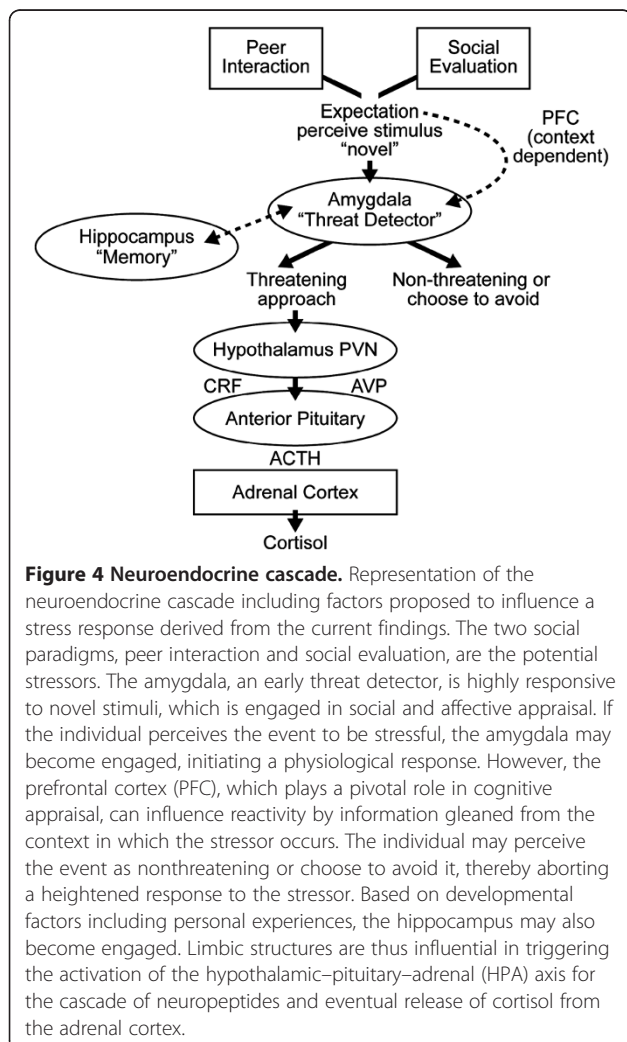 Peer
Interaction
Social
Evaluation
Expectation
perceive stimulus
“novel”
PFC
(context
dependent)
Amygdala
“Threat Detector”
Hippocampus
“Memory”
Threatening
approach
Non-threatening or
choose to avoid
Hypothalamus PVN
CRF
AVP
Anterior Pituitary
ACTH
Adrenal Cortex
Cortisol
Figure 4 Neuroendocrine cascade. Representation of the
neuroendocrine cascade including factors proposed to influence a
stress response derived from the current findings. The two social
paradigms, peer interaction and social evaluation, are the potential
stressors. The amygdala, an early threat detector, is highly responsive
to novel stimuli, which is engaged in social and affective appraisal. If
the individual perceives the event to be stressful, the amygdala may
become engaged, initiating a physiological response. However, the
prefrontal cortex (PFC), which plays a pivotal role in cognitive
appraisal, can influence reactivity by information gleaned from the
context in which the stressor occurs. The individual may perceive
the event as nonthreatening or choose to avoid it, thereby aborting
a heightened response to the stressor. Based on developmental
factors including personal experiences, the hippocampus may also
become engaged. Limbic structures are thus influential in triggering
the activation of the hypothalamic–pituitary–adrenal (HPA) axis for
the cascade of neuropeptides and eventual release of cortisol from
the adrenal cortex.